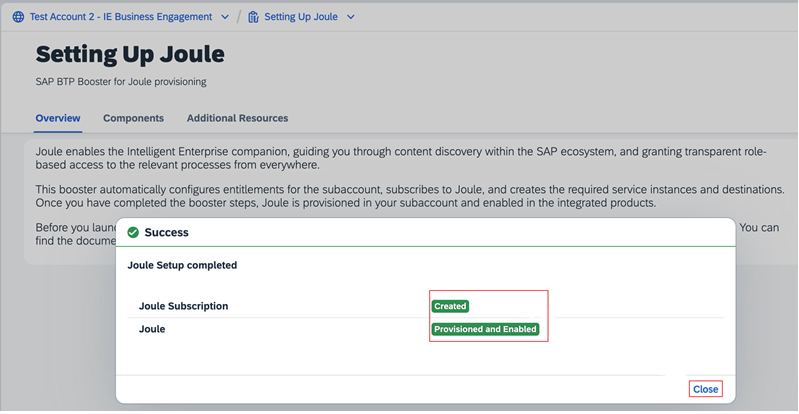 Test Account 2 - IE Business Engagement / Setting Up Joule
Setting Up Joule
SAP BTP Booster for Joule provisioning
Overview Components Additional Resources
Joule enables the Intelligent Enterprise companion, guiding you through content discovery within the SAP ecosystem, and granting transparent role-
based access to the relevant processes from everywhere.
This booster automatically configures entitlements for the subaccount, subscribes to Joule, and creates the required service instances and destinations.
Once you have completed the booster steps, Joule is provisioned in your subaccount and enabled in the integrated products.
Before you You can
find the
Success
Joule Setup completed
Joule Subscription Created
Joule Provisioned and Enabled
Close